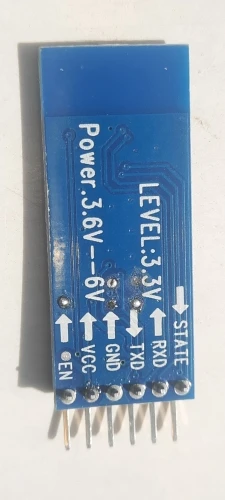 LEVEL:3.3V
Power.3.6V--6V
STATE
RXD
TXD
GND
VCC
EN